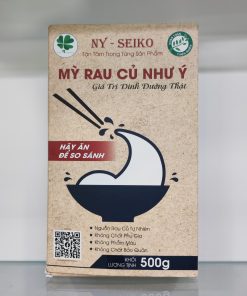 NY - SEIKO
Tận Tâm Trong Từng Sản Phẩm
MỲ RAU CỦ NHƯ Ý
Giá Trị Dinh Dưỡng Thật
HÃY ĂN
ĐỂ SO SÁNH
Nguồn Rau Củ Tự Nhiên
Không Chất Phụ Gia
Không Phẩm Màu
Không Chất Bảo Quản
KHỐI
LƯỢNG TỊNH 500g